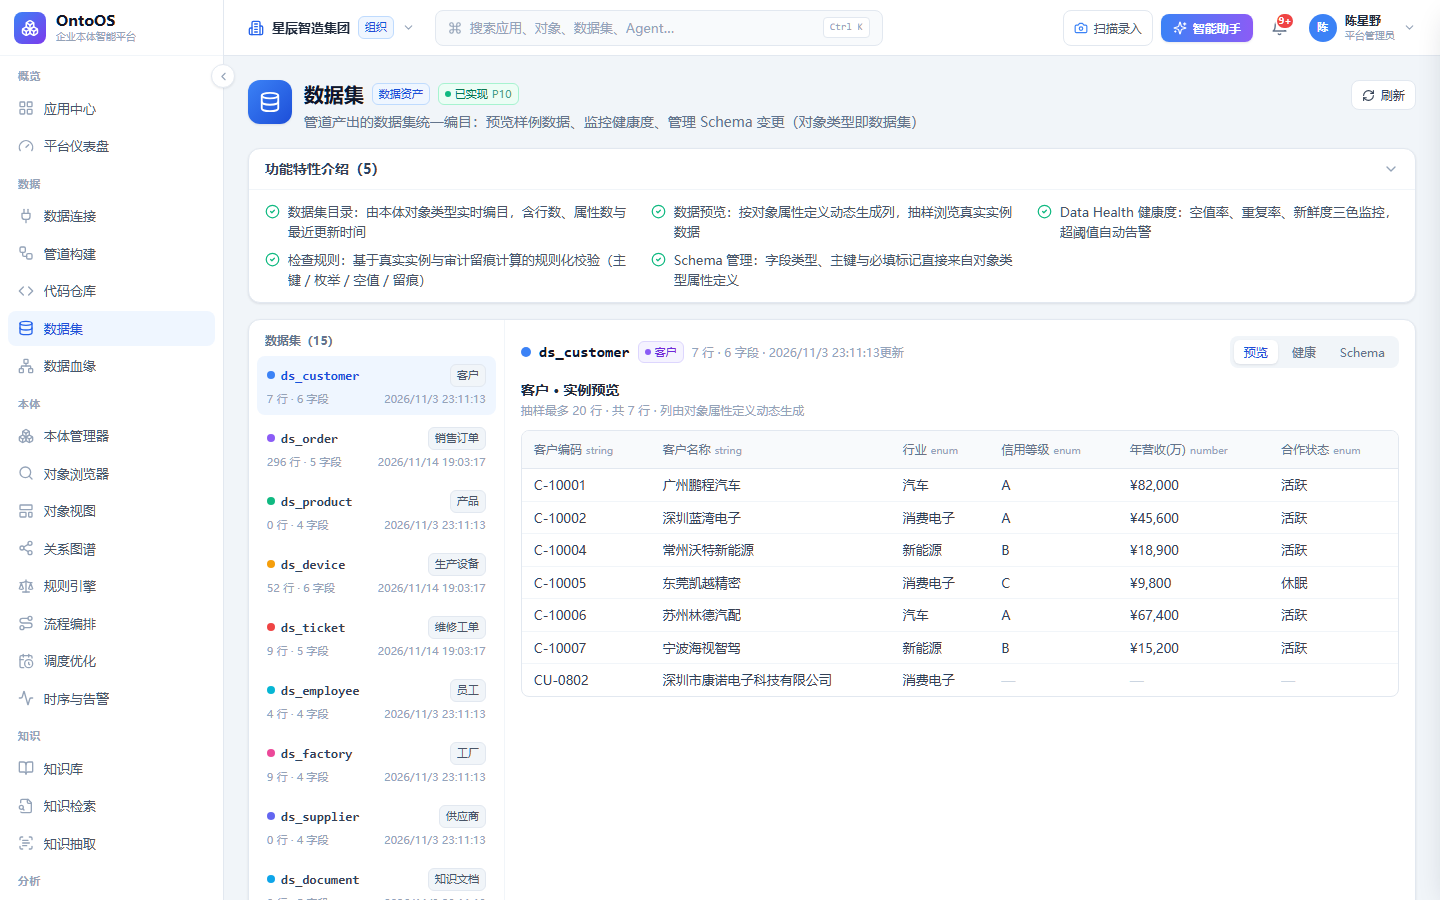 OntoOS
企业本体智能平台
星辰智造集团 组织
搜索应用、对象、数据集、Agent... Ctrl K
扫描录入
智能助手
9+
陈
陈星野
平台管理员
概览
应用中心
平台仪表盘
数据
数据连接
管道构建
代码仓库
数据集
数据血缘
本体
本体管理器
对象浏览器
对象视图
关系图谱
规则引擎
流程编排
调度优化
时序与告警
知识
知识库
知识检索
知识抽取
分析
数据集 数据资产 已实现 P10
管道产出的数据集统一编目：预览样例数据、监控健康度、管理 Schema 变更（对象类型即数据集）
刷新
功能特性介绍（5）
数据集目录：由本体对象类型实时编目，含行数、属性数与
最近更新时间
数据预览：按对象属性定义动态生成列，抽样浏览真实实例
数据
Data Health 健康度：空值率、重复率、新鲜度三色监控，
超阈值自动告警
检查规则：基于真实实例与审计留痕计算的规则化校验（主
键 / 枚举 / 空值 / 留痕）
Schema 管理：字段类型、主键与必填标记直接来自对象类
型属性定义
数据集（15）
ds_customer 客户
7 行 · 6 字段 2026/11/3 23:11:13
ds_order 销售订单
296 行 · 5 字段 2026/11/14 19:03:17
ds_product 产品
0 行 · 4 字段 2026/11/3 23:11:13
ds_device 生产设备
52 行 · 6 字段 2026/11/14 19:03:17
ds_ticket 维修工单
9 行 · 5 字段 2026/11/14 19:03:17
ds_employee 员工
4 行 · 4 字段 2026/11/3 23:11:13
ds_factory 工厂
9 行 · 4 字段 2026/11/3 23:11:13
ds_supplier 供应商
0 行 · 4 字段 2026/11/3 23:11:13
ds_document 知识文档
ds_customer 客户 7 行 · 6 字段 · 2026/11/3 23:11:13更新
预览 健康 Schema
客户 • 实例预览
抽样最多 20 行 · 共 7 行 · 列由对象属性定义动态生成
客户编码 string 客户名称 string 行业 enum 信用等级 enum 年营收(万) number 合作状态 enum
C-10001 广州鹏程汽车 汽车 A ¥82,000 活跃
C-10002 深圳蓝湾电子 消费电子 A ¥45,600 活跃
C-10004 常州沃特新能源 新能源 B ¥18,900 活跃
C-10005 东莞凯越精密 消费电子 C ¥9,800 休眠
C-10006 苏州林德汽配 汽车 A ¥67,400 活跃
C-10007 宁波海视智驾 新能源 B ¥15,200 活跃
CU-0802 深圳市康诺电子科技有限公司 消费电子 — — —